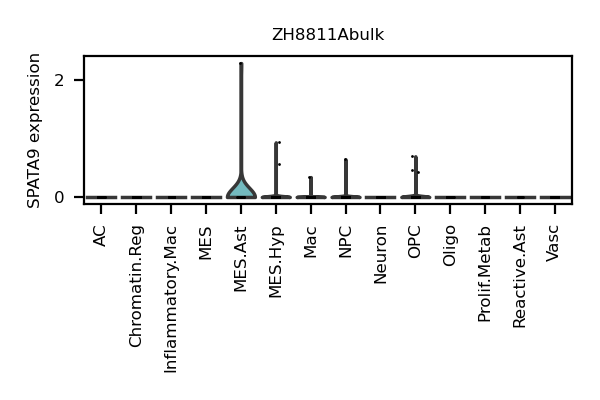 ZH8811Abulk
SPATA9 expression
2
0
AC
Chromatin.Reg
Inflammatory.Mac
MES
MES.Ast
MES.Hyp
Mac
NPC
Neuron
OPC
Oligo
Prolif.Metab
Reactive.Ast
Vasc